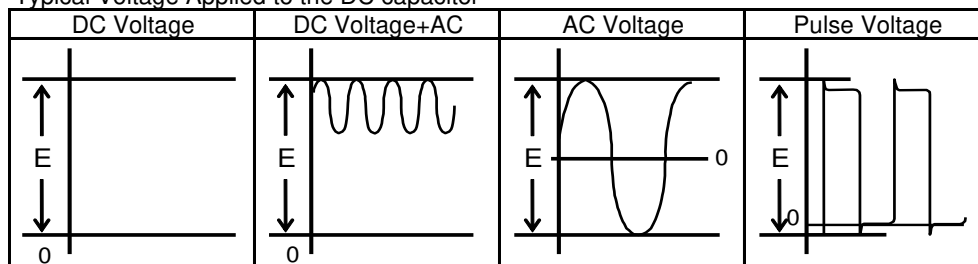 Typical Voltage Applied to the DC capacitor
DC Voltage DC Voltage+AC AC Voltage Pulse Voltage
E E E 0 E
0
0 0